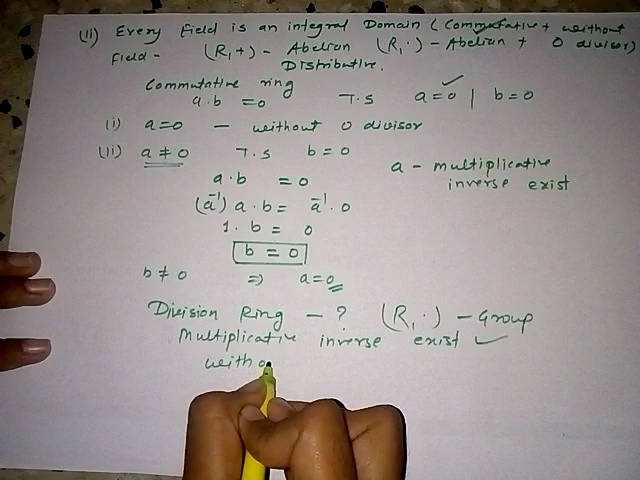 (ii) Every Field is an integral Domain (Commutative + without 0 divisor)
Field - (R, +) - Abelian (R, ·) - Abelian +
Distributive.
Commutative ring
a . b = 0 T.S a = 0 | b = 0
(i) a = 0 - without 0 divisor
(ii) a ≠ 0 T.S b = 0
a - multiplicative
inverse exist
a . b = 0
(a⁻¹) a . b = a⁻¹ . 0
1 . b = 0
b = 0
b ≠ 0 ⇒ a = 0
Division Ring - ? (R, ·) - Group
Multiplicative inverse exist ✓
witho